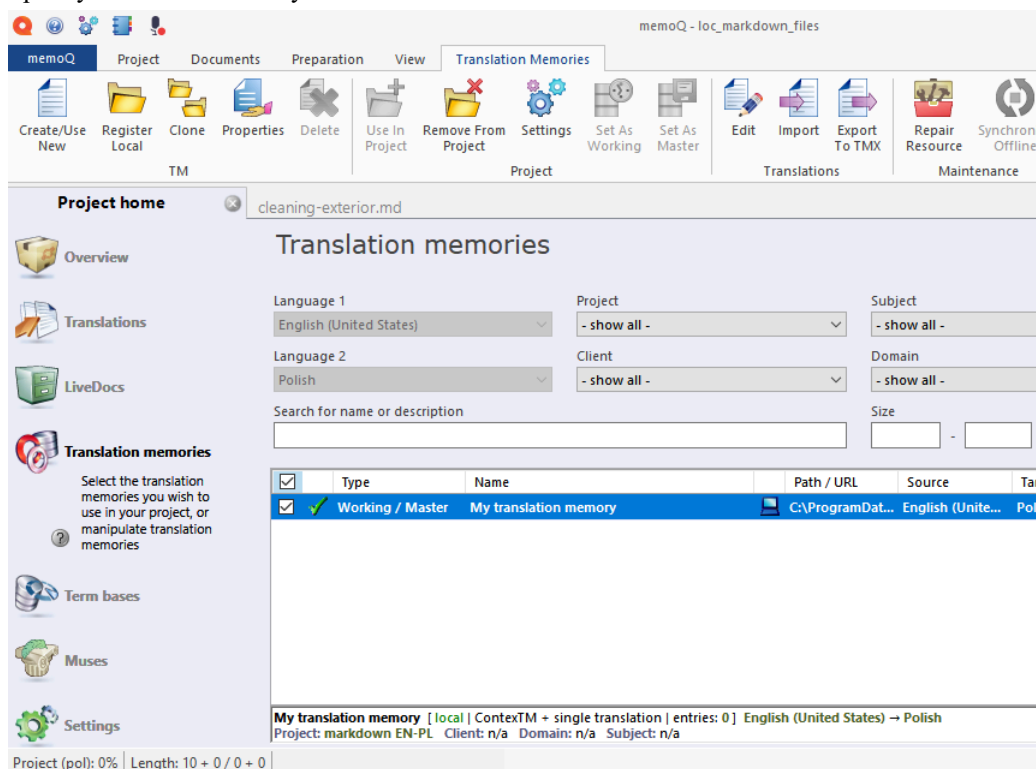 memoQ - loc_markdown_files
memoQ Project Documents Preparation View Translation Memories
Create/Use New
Register Local
Clone
Properties
Delete
Use In Project
Remove From Project
Settings
Set As Working
Set As Master
Edit
Import
Export To TMX
Repair Resource
Synchron
Offline
TM Project Translations Maintenance
Project home
cleaning-exterior.md
Overview
Translations
LiveDocs
Translation memories
Select the translation
memories you wish to
use in your project, or
manipulate translation
memories
Term bases
Muses
Settings
Translation memories
Language 1 Project Subject
English (United States) - show all - - show all -
Language 2 Client Domain
Polish - show all - - show all -
Search for name or description Size
-
Type Name Path / URL Source Ta
Working / Master My translation memory C:\ProgramDat... English (Unite... Pol
My translation memory [ local | ContexTM + single translation | entries: 0 ] English (United States) → Polish
Project: markdown EN-PL Client: n/a Domain: n/a Subject: n/a
Project (pol): 0% Length: 10 + 0 / 0 + 0